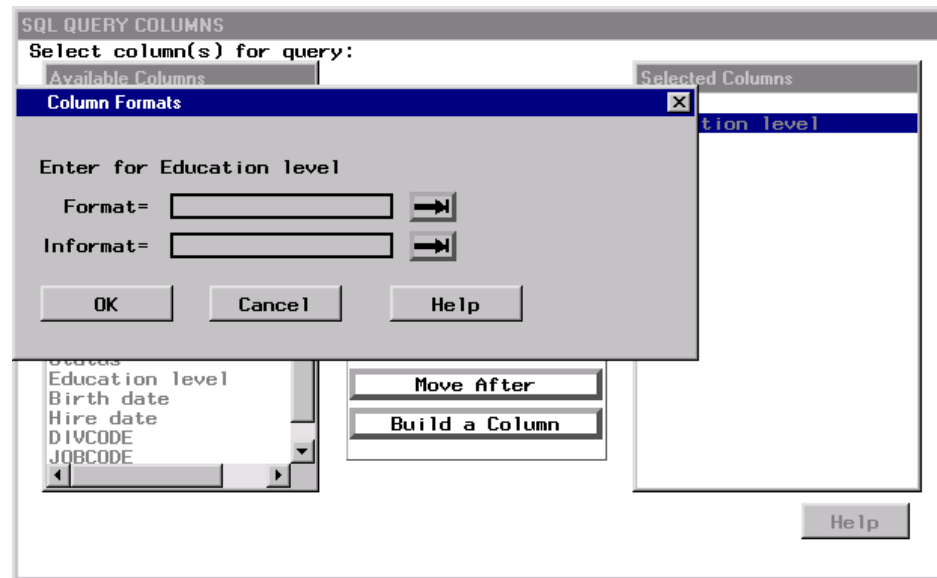 SQL QUERY COLUMNS
Select column(s) for query:
Available Columns
Selected Columns
Column Formats
tion level
Enter for Education level
Format=
Informat=
OK Cancel Help
Status
Education level
Birth date
Hire date
DIVCODE
JOBCODE
Move After
Build a Column
Help